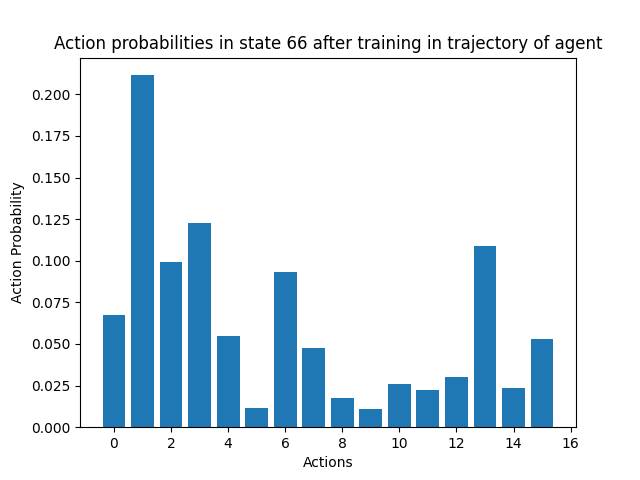 Action probabilities in state 66 after training in trajectory of agent
0.200
0.175
0.150
0.125
0.100
0.075
0.050
0.025
0.000
Action Probability
0 2 4 6 8 10 12 14 16
Actions